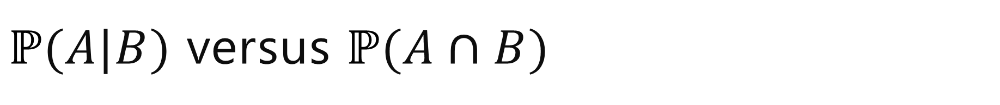 ℙ(A|B) versus ℙ(A ∩ B)